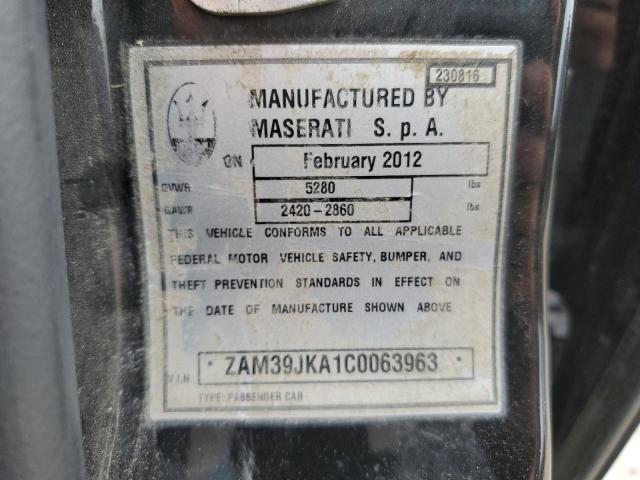 230816
MANUFACTURED BY
MASERATI S. p. A.
ON February 2012
GVWR 5280 lbs
GAWR 2420-2860 lbs
THIS VEHICLE CONFORMS TO ALL APPLICABLE
FEDERAL MOTOR VEHICLE SAFETY, BUMPER, AND
THEFT PREVENTION STANDARDS IN EFFECT ON
THE DATE OF MANUFACTURE SHOWN ABOVE
V.I.N. • ZAM39JKA1C0063963 •
TYPE: PASSENGER CAR